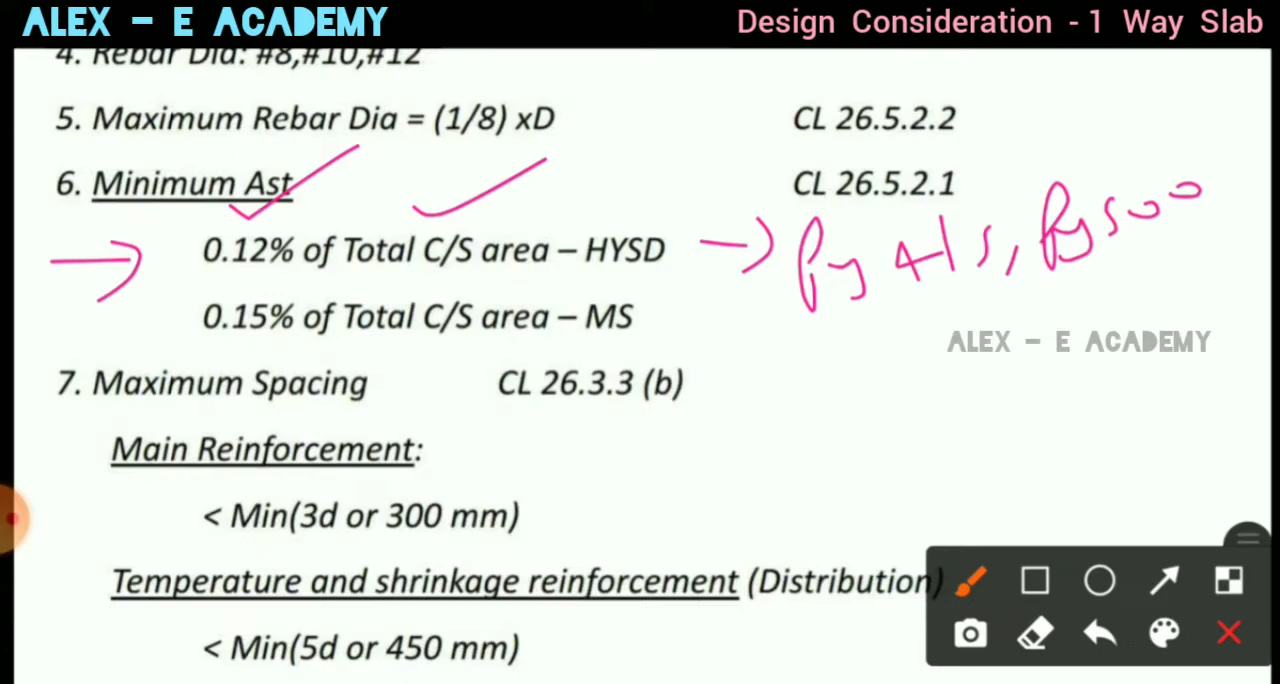 ALEX – E ACADEMY
Design Consideration - 1 Way Slab
4. Rebar Dia: #8,#10,#12
5. Maximum Rebar Dia = (1/8) xD CL 26.5.2.2
6. Minimum Ast CL 26.5.2.1
0.12% of Total C/S area – HYSD → fy 415, fy 500
0.15% of Total C/S area – MS
ALEX – E ACADEMY
7. Maximum Spacing CL 26.3.3 (b)
Main Reinforcement:
< Min(3d or 300 mm)
Temperature and shrinkage reinforcement (Distribution)
< Min(5d or 450 mm)